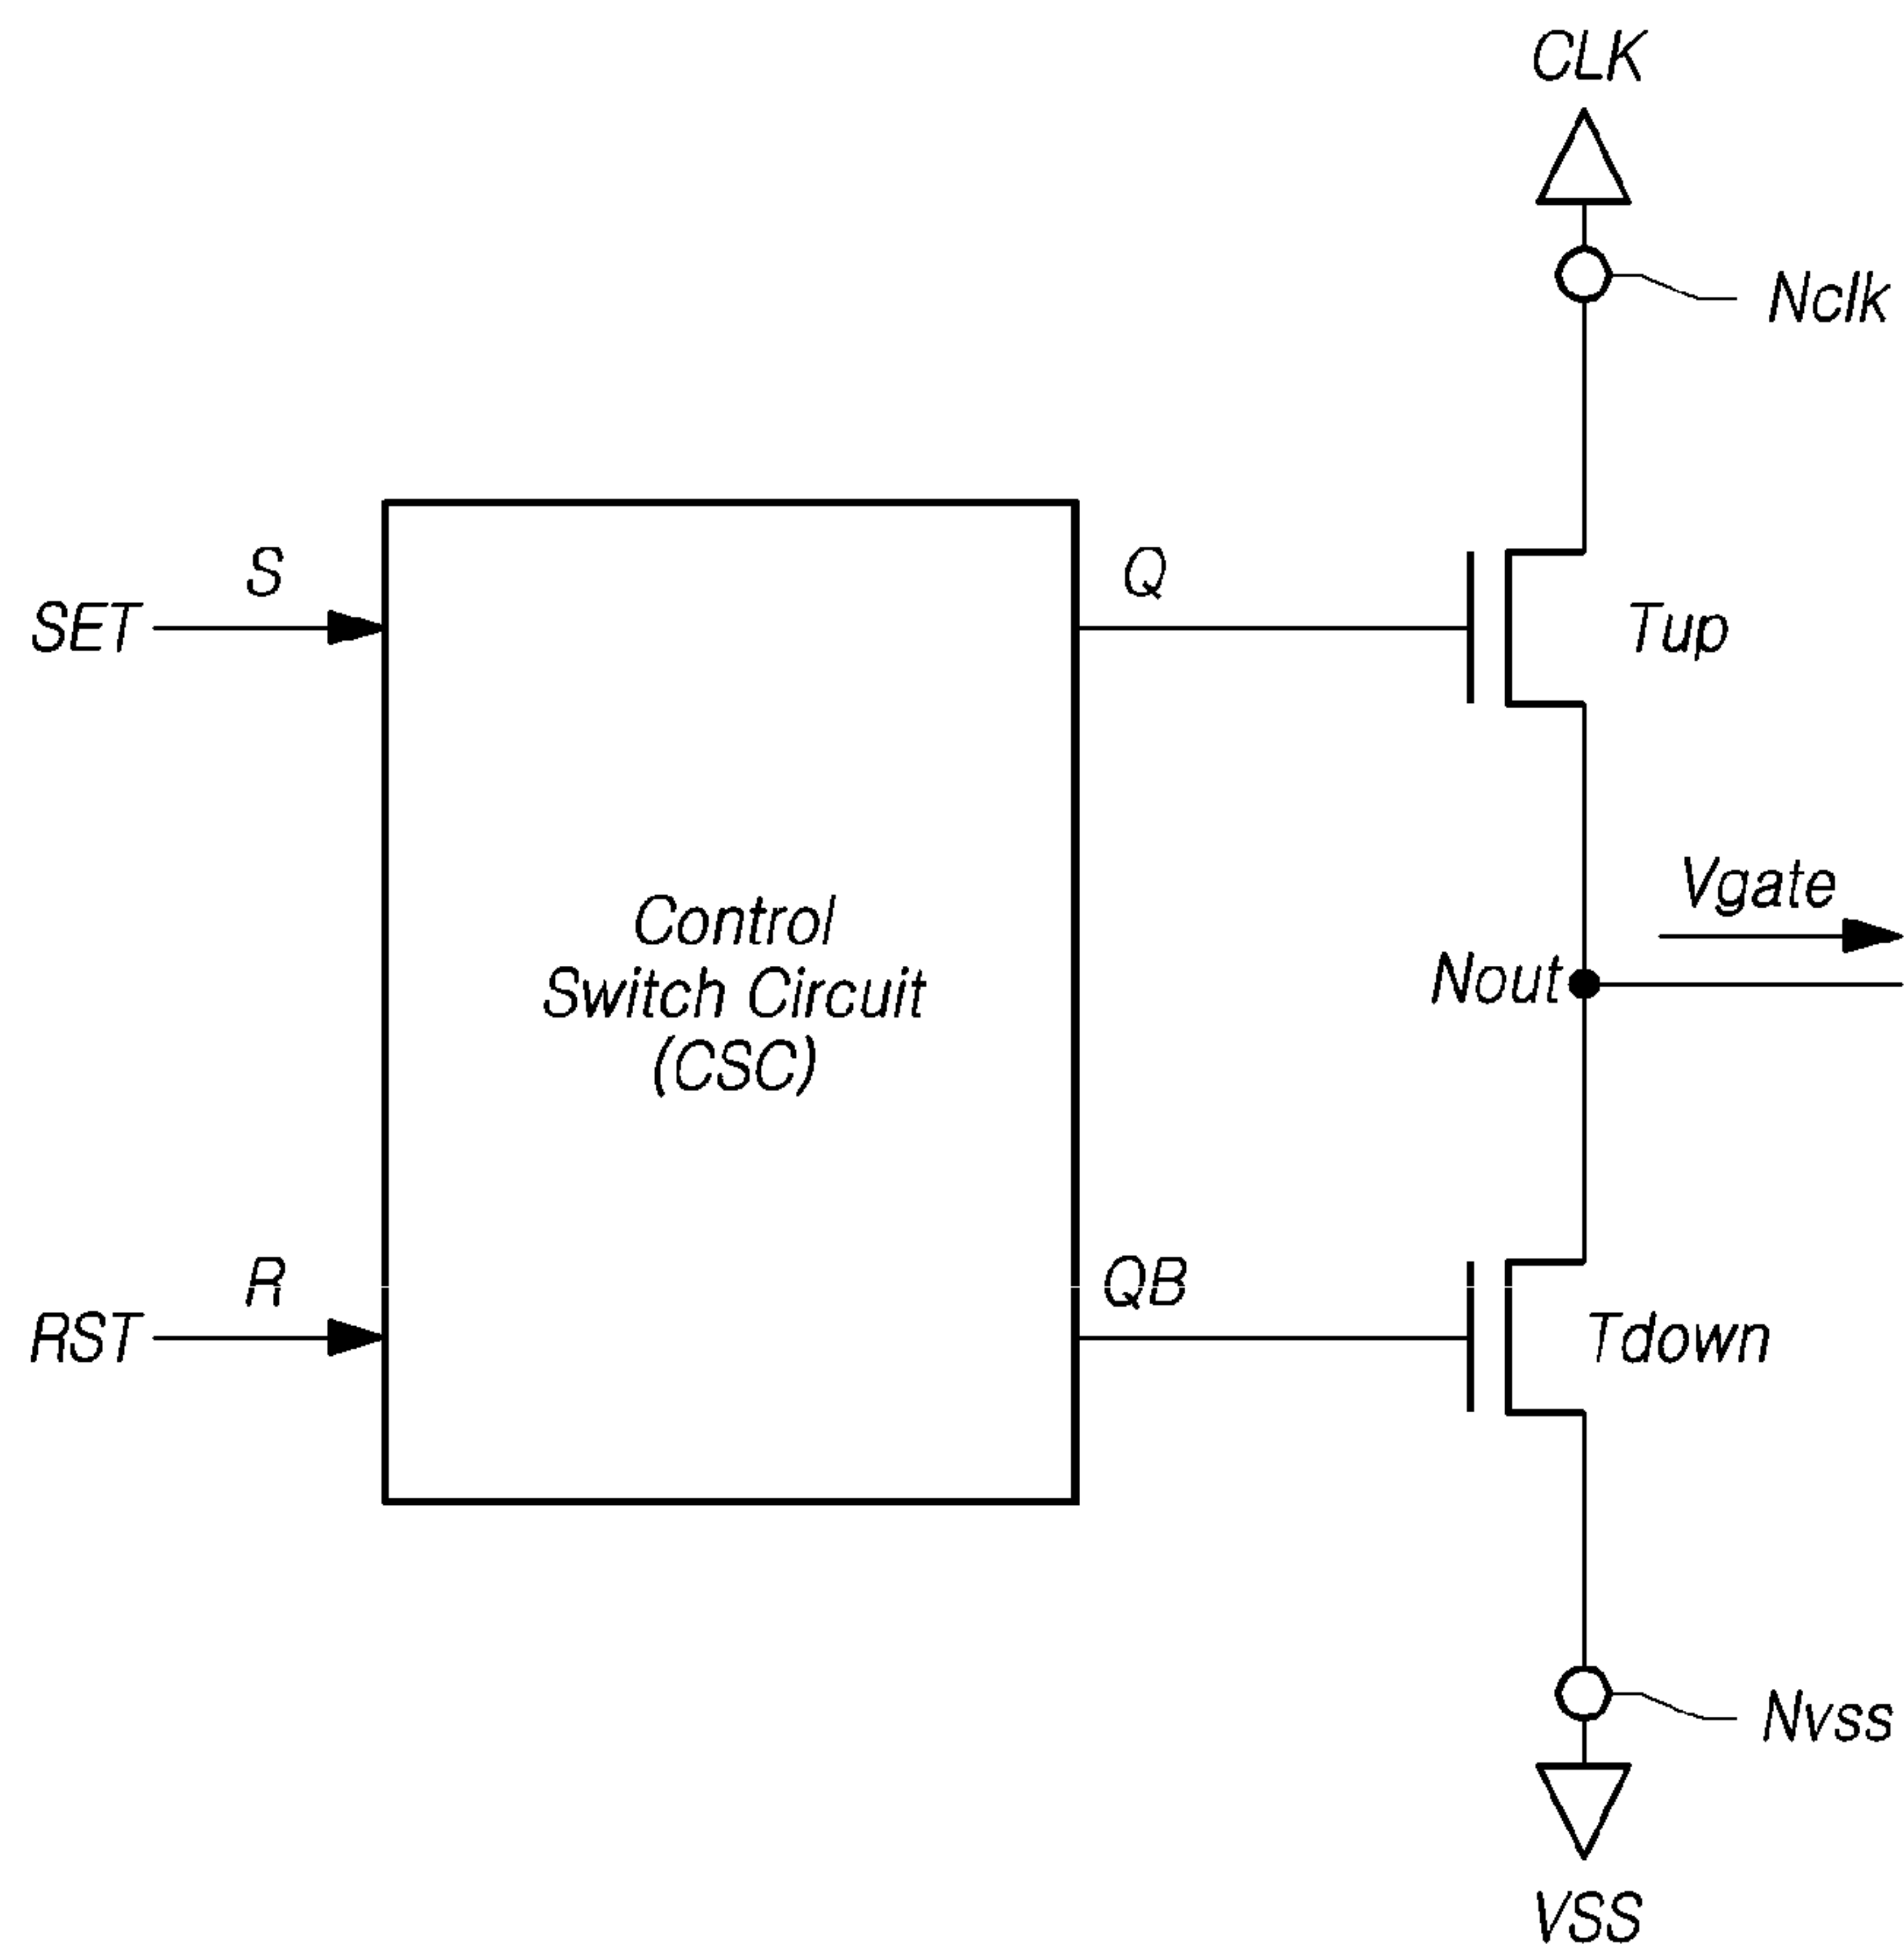 CLK
Nclk
S
SET
Q
Tup
Control
Switch Circuit
(CSC)
Vgate
Nout
R
RST
QB
Tdown
Nvss
VSS